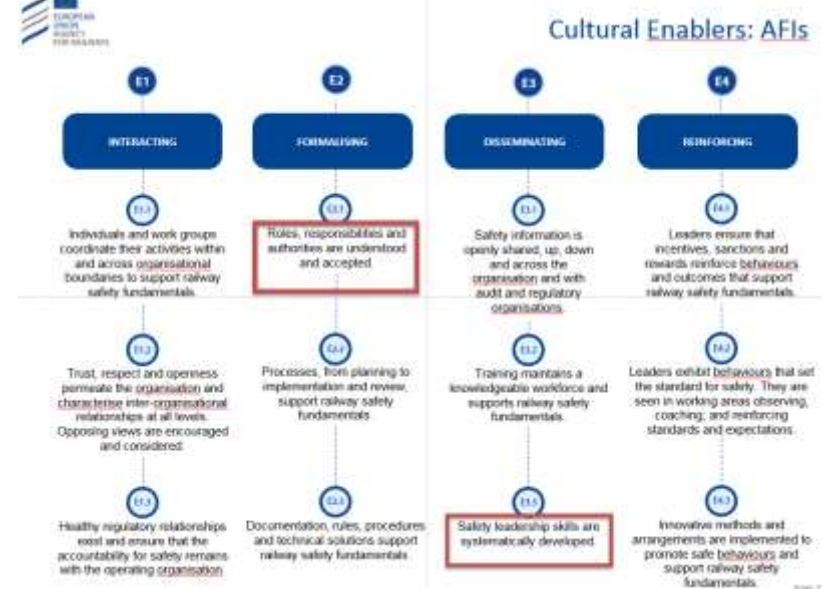 EUROPEAN
UNION
AGENCY
FOR RAILWAYS
Cultural Enablers: AFIs
E1
E2
E3
E4
INTERACTING
FORMALISING
DISSEMINATING
REINFORCING
E1.1
Individuals and work groups
coordinate their activities within
and across organisational
boundaries to support railway
safety fundamentals.
E2.1
Roles, responsibilities and
authorities are understood
and accepted.
E3.1
Safety information is
openly shared, up, down
and across the
organisation and with
audit and regulatory
organisations.
E4.1
Leaders ensure that
incentives, sanctions and
rewards reinforce behaviours
and outcomes that support
railway safety fundamentals.
E1.2
Trust, respect and openness
permeate the organisation and
characterise inter-organisational
relationships at all levels.
Opposing views are encouraged
and considered.
E2.2
Processes, from planning to
implementation and review,
support railway safety
fundamentals.
E3.2
Training maintains a
knowledgeable workforce and
supports railway safety
fundamentals.
E4.2
Leaders exhibit behaviours that set
the standard for safety. They are
seen in working areas observing,
coaching; and reinforcing
standards and expectations.
E1.3
Healthy regulatory relationships
exist and ensure that the
accountability for safety remains
with the operating organisation.
E2.3
Documentation, rules, procedures
and technical solutions support
railway safety fundamentals.
Safety leadership skills are
systematically developed.
E4.3
Innovative methods and
arrangements are implemented to
promote safe behaviours and
support railway safety
fundamentals.